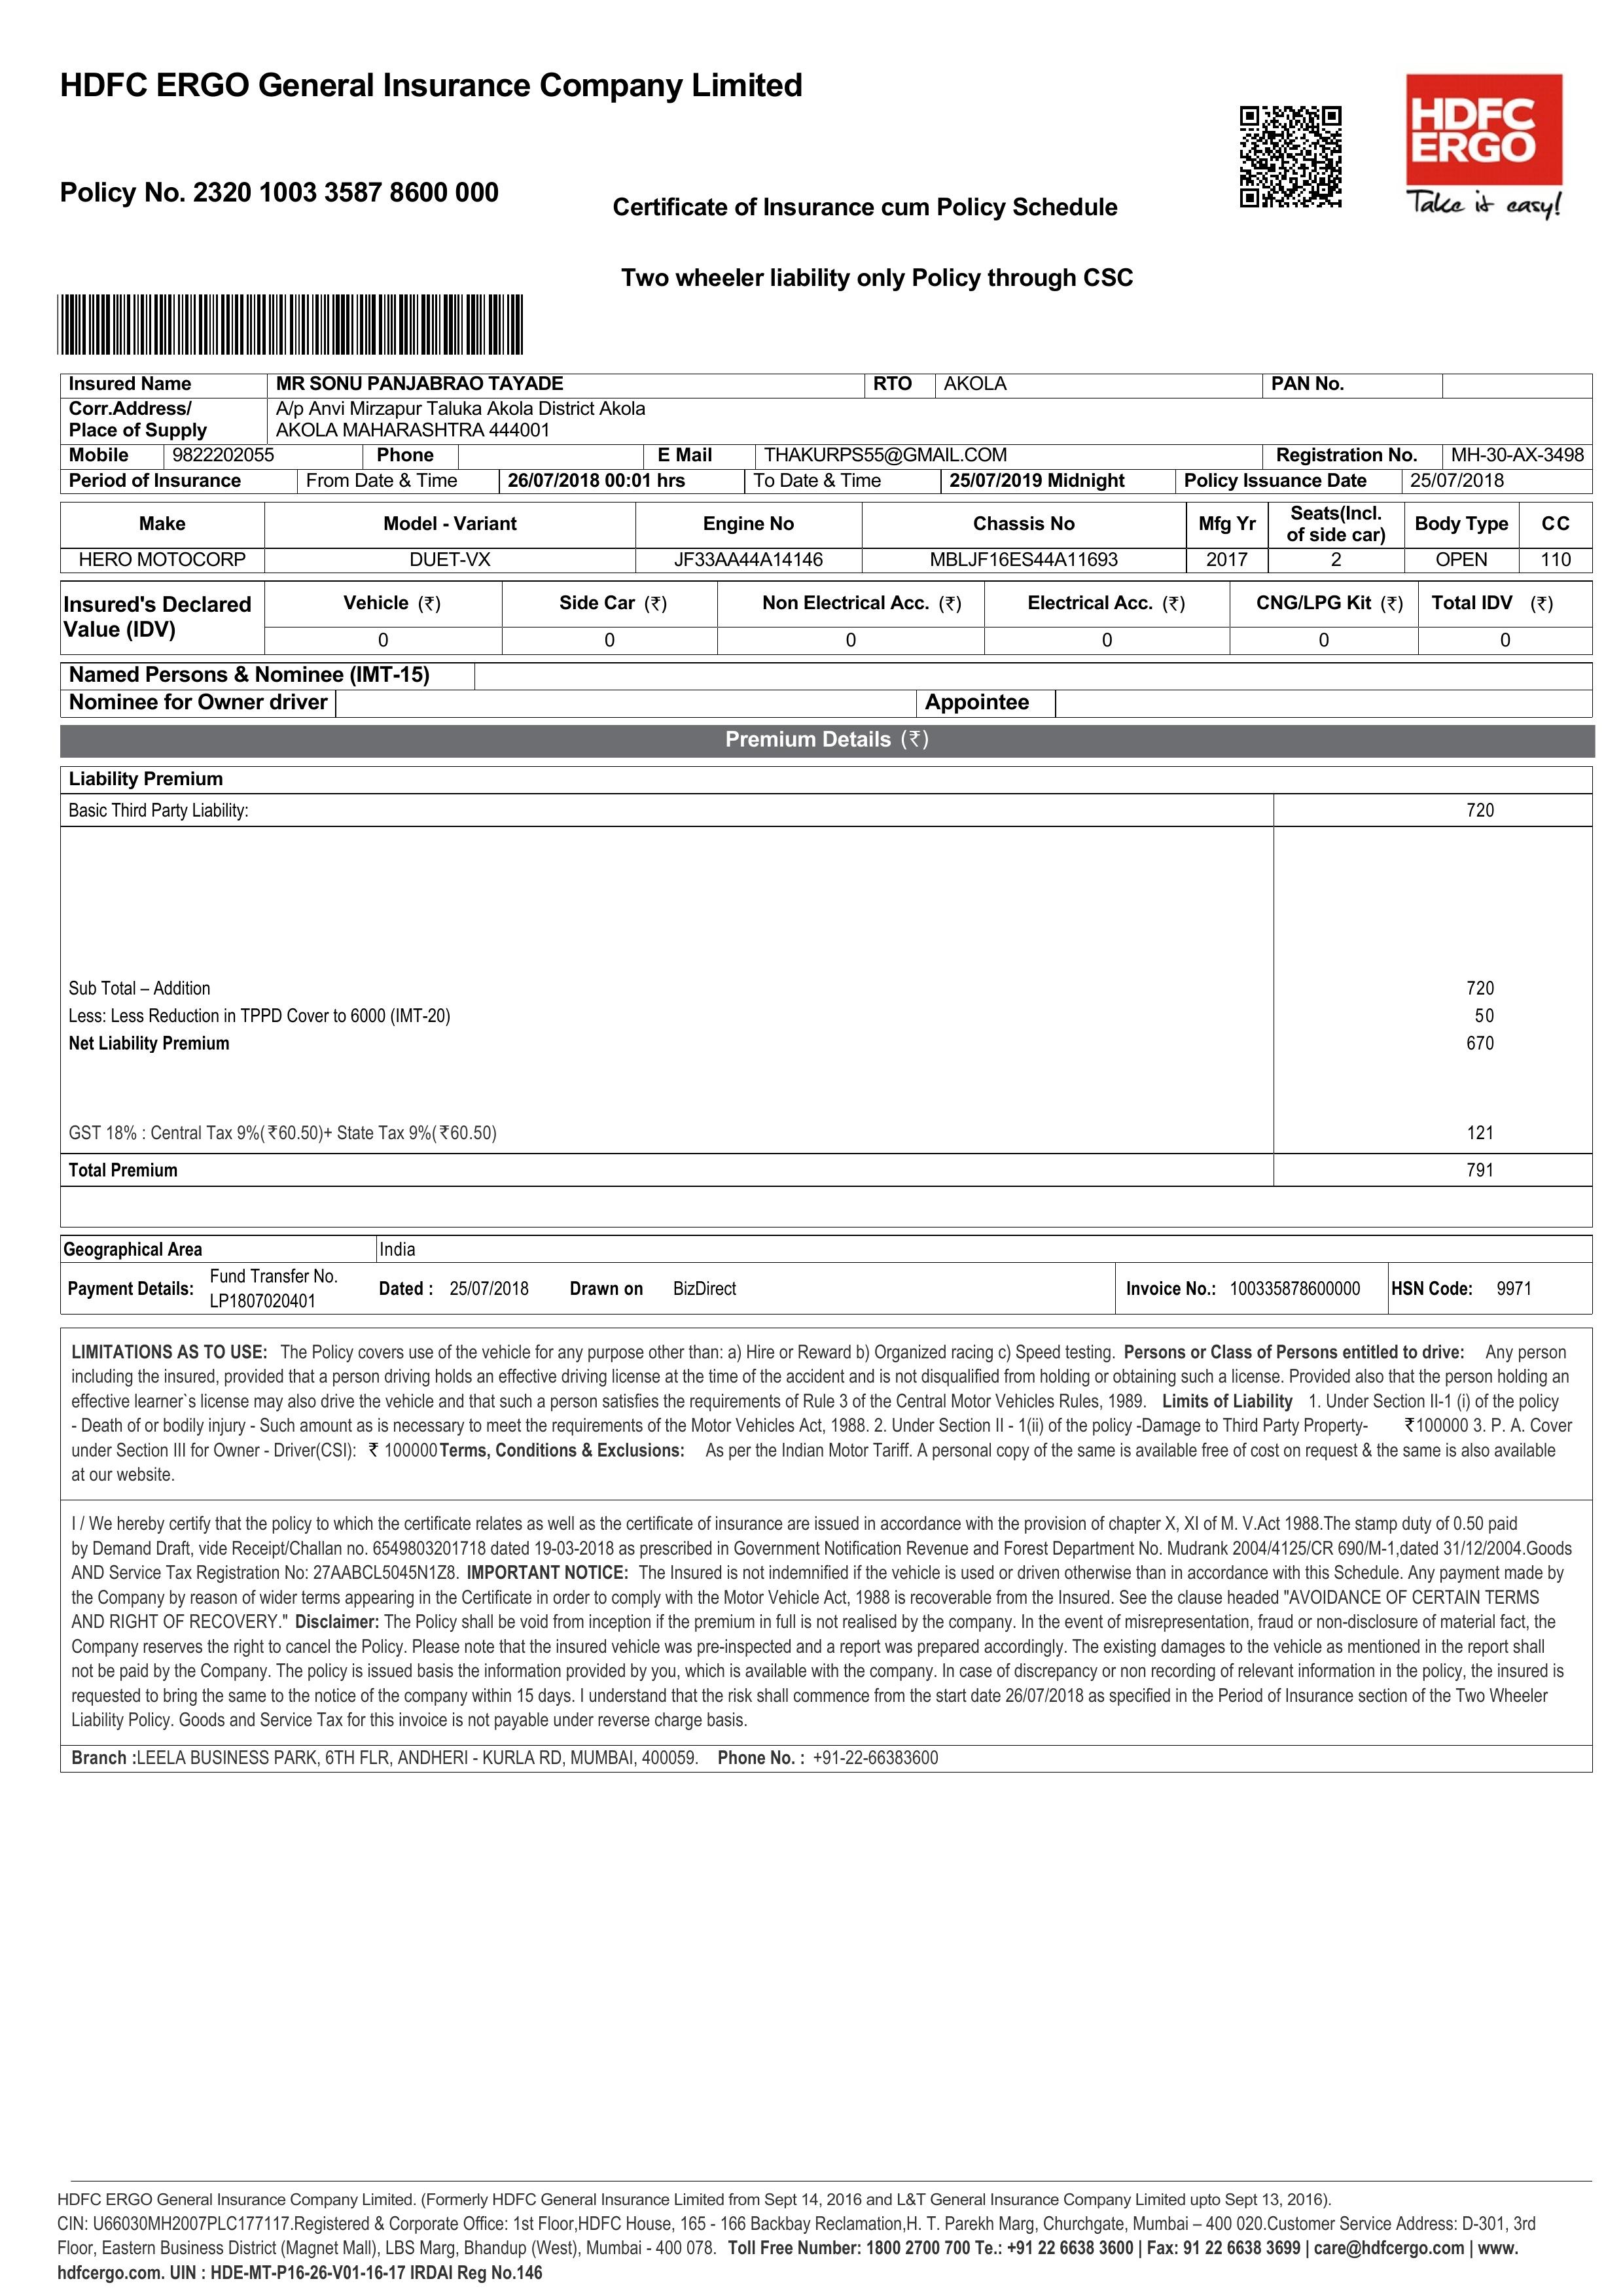 HDFC ERGO General Insurance Company Limited
HDFC
ERGO
Take it easy!
Policy No. 2320 1003 3587 8600 000
Certificate of Insurance cum Policy Schedule
Two wheeler liability only Policy through CSC
Insured Name MR SONU PANJABRAO TAYADE RTO AKOLA PAN No.
Corr.Address/ A/p Anvi Mirzapur Taluka Akola District Akola
Place of Supply AKOLA MAHARASHTRA 444001
Mobile 9822202055 Phone E Mail THAKURPS55@GMAIL.COM Registration No. MH-30-AX-3498
Period of Insurance From Date & Time 26/07/2018 00:01 hrs To Date & Time 25/07/2019 Midnight Policy Issuance Date 25/07/2018
Make Model - Variant Engine No Chassis No Mfg Yr Seats(Incl. of side car) Body Type CC
HERO MOTOCORP DUET-VX JF33AA44A14146 MBLJF16ES44A11693 2017 2 OPEN 110
Insured's Declared Value (IDV) Vehicle (₹) Side Car (₹) Non Electrical Acc. (₹) Electrical Acc. (₹) CNG/LPG Kit (₹) Total IDV (₹)
0 0 0 0 0 0
Named Persons & Nominee (IMT-15)
Nominee for Owner driver Appointee
Premium Details (₹)
Liability Premium
Basic Third Party Liability: 720
Sub Total – Addition 720
Less: Less Reduction in TPPD Cover to 6000 (IMT-20) 50
Net Liability Premium 670
GST 18% : Central Tax 9%(₹60.50)+ State Tax 9%(₹60.50) 121
Total Premium 791
Geographical Area India
Payment Details: Fund Transfer No. LP1807020401 Dated : 25/07/2018 Drawn on BizDirect Invoice No.: 100335878600000 HSN Code: 9971
LIMITATIONS AS TO USE: The Policy covers use of the vehicle for any purpose other than: a) Hire or Reward b) Organized racing c) Speed testing. Persons or Class of Persons entitled to drive: Any person
including the insured, provided that a person driving holds an effective driving license at the time of the accident and is not disqualified from holding or obtaining such a license. Provided also that the person holding an
effective learner`s license may also drive the vehicle and that such a person satisfies the requirements of Rule 3 of the Central Motor Vehicles Rules, 1989. Limits of Liability 1. Under Section II-1 (i) of the policy
- Death of or bodily injury - Such amount as is necessary to meet the requirements of the Motor Vehicles Act, 1988. 2. Under Section II - 1(ii) of the policy -Damage to Third Party Property- ₹100000 3. P. A. Cover
under Section III for Owner - Driver(CSI): ₹ 100000 Terms, Conditions & Exclusions: As per the Indian Motor Tariff. A personal copy of the same is available free of cost on request & the same is also available
at our website.
I / We hereby certify that the policy to which the certificate relates as well as the certificate of insurance are issued in accordance with the provision of chapter X, XI of M. V.Act 1988.The stamp duty of 0.50 paid
by Demand Draft, vide Receipt/Challan no. 6549803201718 dated 19-03-2018 as prescribed in Government Notification Revenue and Forest Department No. Mudrank 2004/4125/CR 690/M-1,dated 31/12/2004.Goods
AND Service Tax Registration No: 27AABCL5045N1Z8. IMPORTANT NOTICE: The Insured is not indemnified if the vehicle is used or driven otherwise than in accordance with this Schedule. Any payment made by
the Company by reason of wider terms appearing in the Certificate in order to comply with the Motor Vehicle Act, 1988 is recoverable from the Insured. See the clause headed "AVOIDANCE OF CERTAIN TERMS
AND RIGHT OF RECOVERY." Disclaimer: The Policy shall be void from inception if the premium in full is not realised by the company. In the event of misrepresentation, fraud or non-disclosure of material fact, the
Company reserves the right to cancel the Policy. Please note that the insured vehicle was pre-inspected and a report was prepared accordingly. The existing damages to the vehicle as mentioned in the report shall
not be paid by the Company. The policy is issued basis the information provided by you, which is available with the company. In case of discrepancy or non recording of relevant information in the policy, the insured is
requested to bring the same to the notice of the company within 15 days. I understand that the risk shall commence from the start date 26/07/2018 as specified in the Period of Insurance section of the Two Wheeler
Liability Policy. Goods and Service Tax for this invoice is not payable under reverse charge basis.
Branch :LEELA BUSINESS PARK, 6TH FLR, ANDHERI - KURLA RD, MUMBAI, 400059. Phone No. : +91-22-66383600
HDFC ERGO General Insurance Company Limited. (Formerly HDFC General Insurance Limited from Sept 14, 2016 and L&T General Insurance Company Limited upto Sept 13, 2016).
CIN: U66030MH2007PLC177117.Registered & Corporate Office: 1st Floor,HDFC House, 165 - 166 Backbay Reclamation,H. T. Parekh Marg, Churchgate, Mumbai – 400 020.Customer Service Address: D-301, 3rd
Floor, Eastern Business District (Magnet Mall), LBS Marg, Bhandup (West), Mumbai - 400 078. Toll Free Number: 1800 2700 700 Te.: +91 22 6638 3600 | Fax: 91 22 6638 3699 | care@hdfcergo.com | www.
hdfcergo.com. UIN : HDE-MT-P16-26-V01-16-17 IRDAI Reg No.146